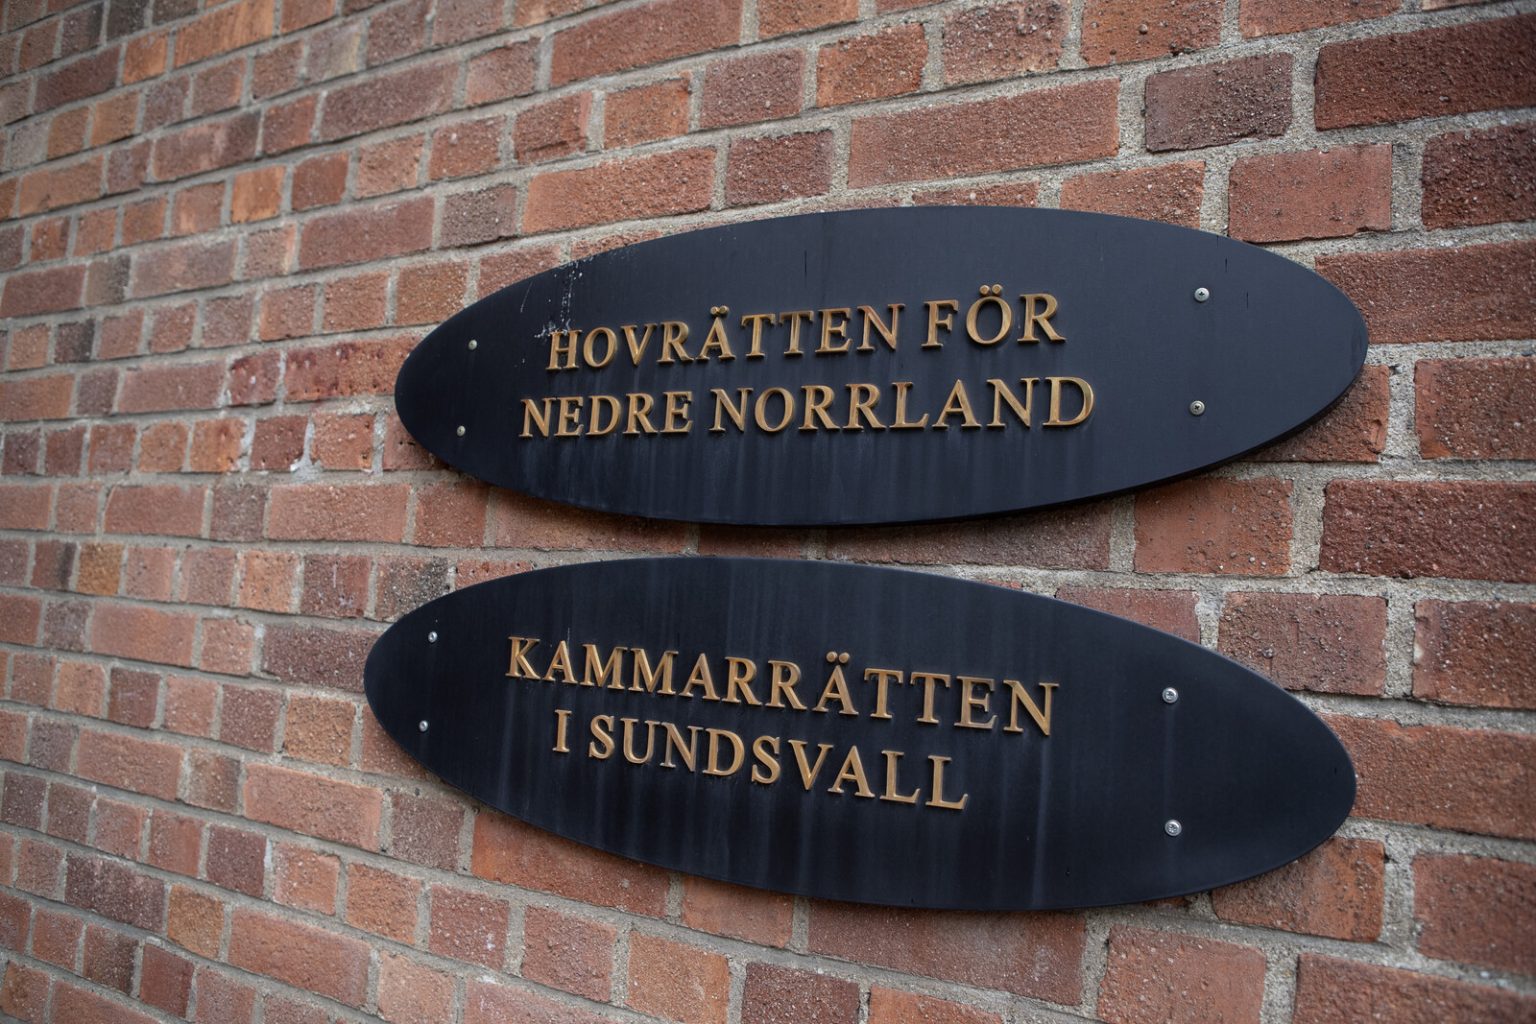 HOVRÄTTEN FÖR
NEDRE NORRLAND
KAMMARRÄTTEN
I SUNDSVALL